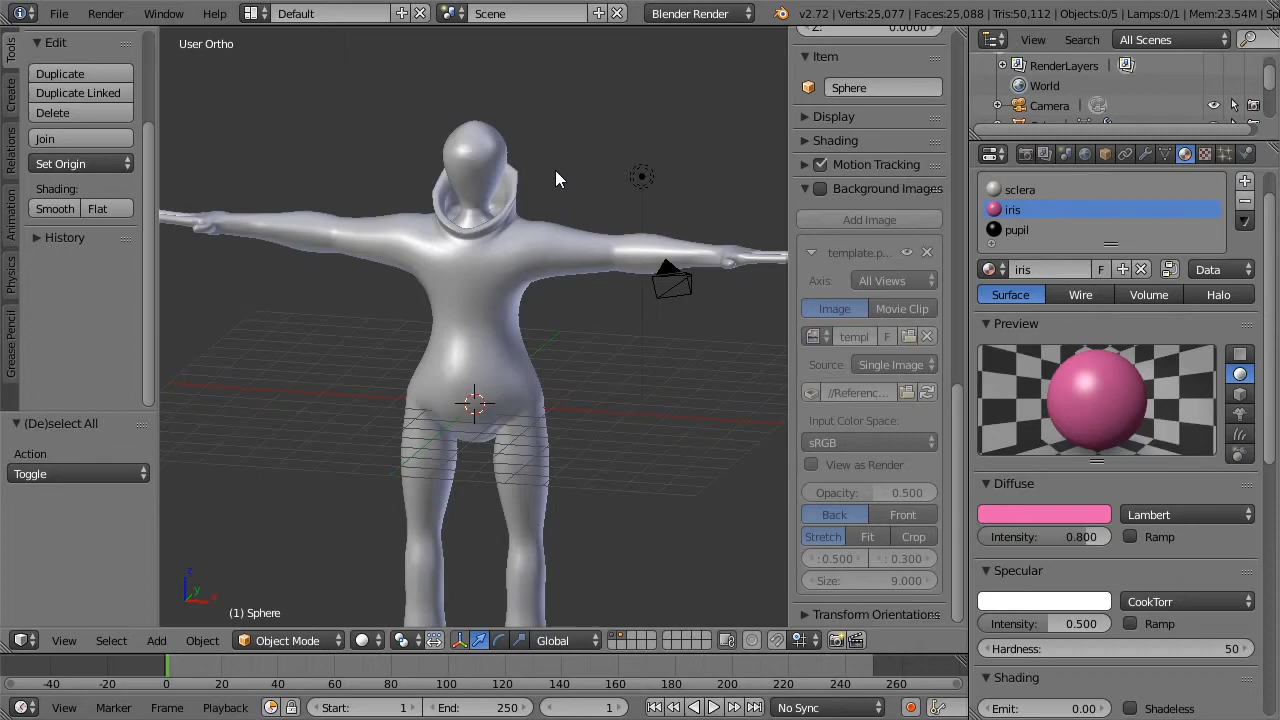 File Render Window Help Default Scene Blender Render v2.72 | Verts:25,077 | Faces:25,088 | Tris:50,112 | Objects:0/5 | Lamps:0/1 | Mem:23.54M
Tools
Create
Relations
Animation
Physics
Grease Pencil
Edit
Duplicate
Duplicate Linked
Delete
Join
Set Origin
Shading:
Smooth Flat
History
(De)select All
Action
Toggle
User Ortho
(1) Sphere
z
y
x
Z: 0.0000
Item
Sphere
Display
Shading
Motion Tracking
Background Images
Add Image
template.p...
Axis: All Views
Image Movie Clip
templ F
Source: Single Image
//Referenc...
Input Color Space:
sRGB
View as Render
Opacity: 0.500
Back Front
Stretch Fit Crop
:0.500 : 0.300
Size: 9.000
Transform Orientations
View Search All Scenes
RenderLayers
World
Camera
sclera
iris
pupil
iris F Data
Surface Wire Volume Halo
Preview
Diffuse
Lambert
Intensity: 0.800 Ramp
Specular
CookTorr
Intensity: 0.500 Ramp
Hardness: 50
Shading
Emit: 0.00 Shadeless
View Select Add Object Object Mode Global
-40 -20 0 20 40 60 80 100 120 140 160 180 200 220 240 260
View Marker Frame Playback Start: 1 End: 250 1 No Sync